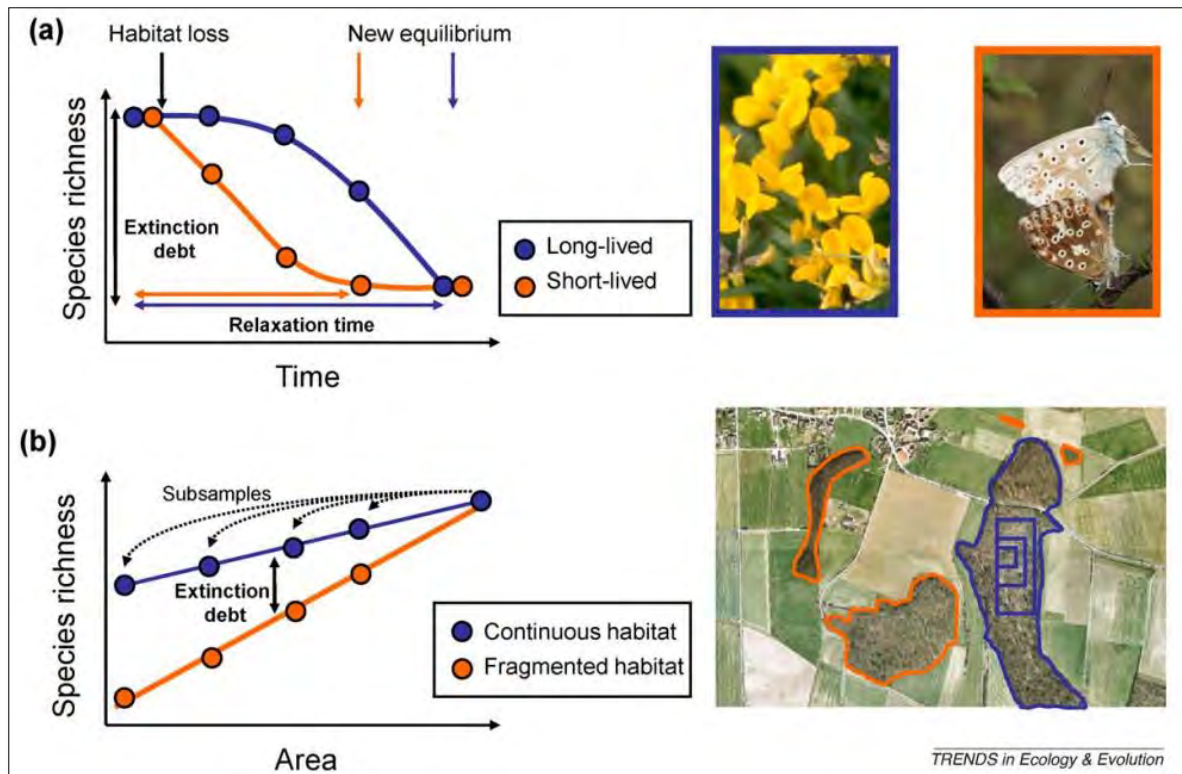 (a)
Habitat loss
New equilibrium
Species richness
Extinction
debt
Relaxation time
Time
Long-lived
Short-lived
(b)
Species richness
Subsamples
Extinction
debt
Area
Continuous habitat
Fragmented habitat
TRENDS in Ecology & Evolution